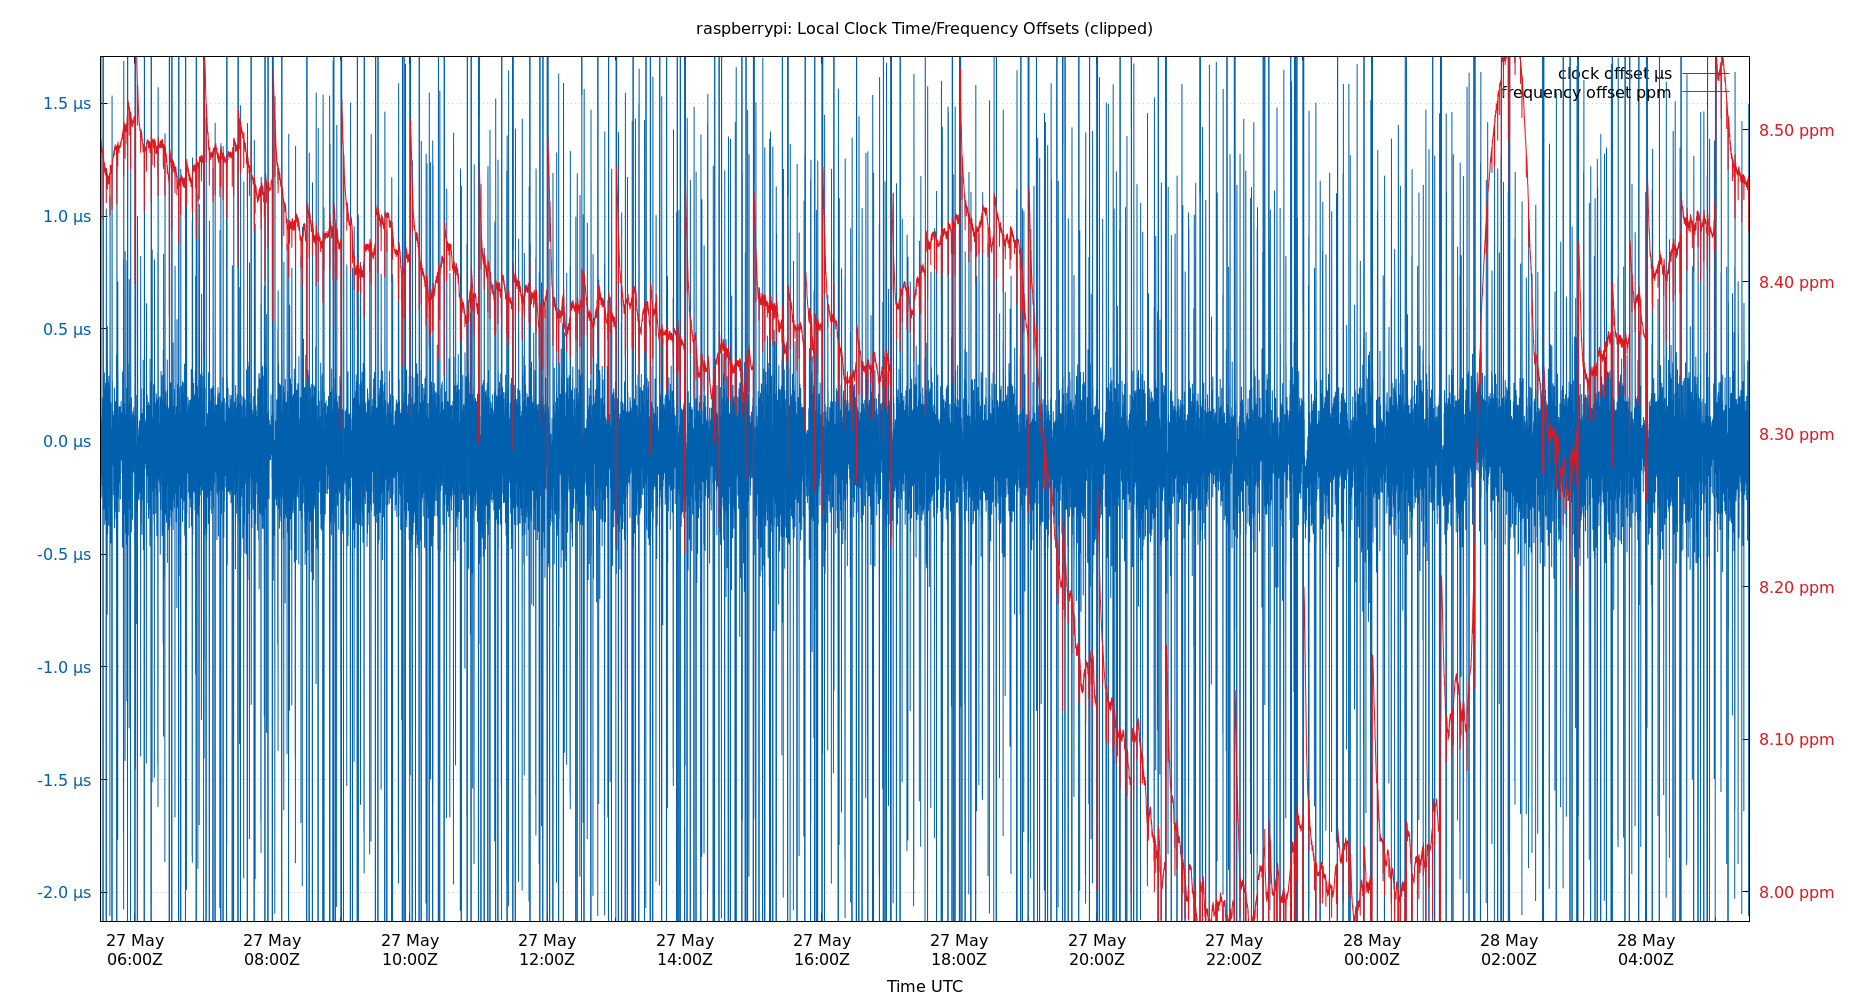 raspberrypi: Local Clock Time/Frequency Offsets (clipped)
clock offset µs
frequency offset ppm
1.5 µs
1.0 µs
0.5 µs
0.0 µs
-0.5 µs
-1.0 µs
-1.5 µs
-2.0 µs
8.50 ppm
8.40 ppm
8.30 ppm
8.20 ppm
8.10 ppm
8.00 ppm
27 May 27 May 27 May 27 May 27 May 27 May 27 May 27 May 27 May 28 May 28 May 28 May
06:00Z 08:00Z 10:00Z 12:00Z 14:00Z 16:00Z 18:00Z 20:00Z 22:00Z 00:00Z 02:00Z 04:00Z
Time UTC